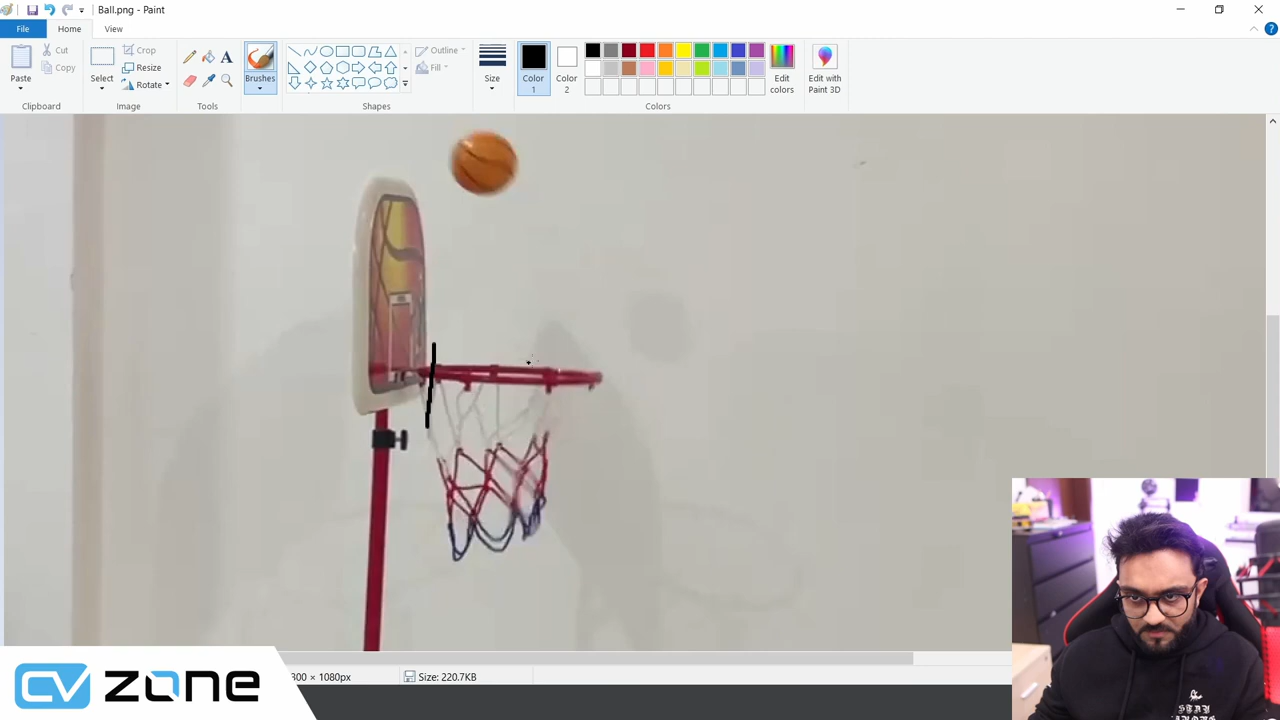 Ball.png - Paint
File
Home
View
Paste
Cut
Copy
Clipboard
Select
Crop
Resize
Rotate
Image
A
Tools
Brushes
Outline
Fill
Shapes
Size
Color 1
Color 2
Edit colors
Colors
Edit with Paint 3D
300 × 1080px
Size: 220.7KB
CV zone
STAY